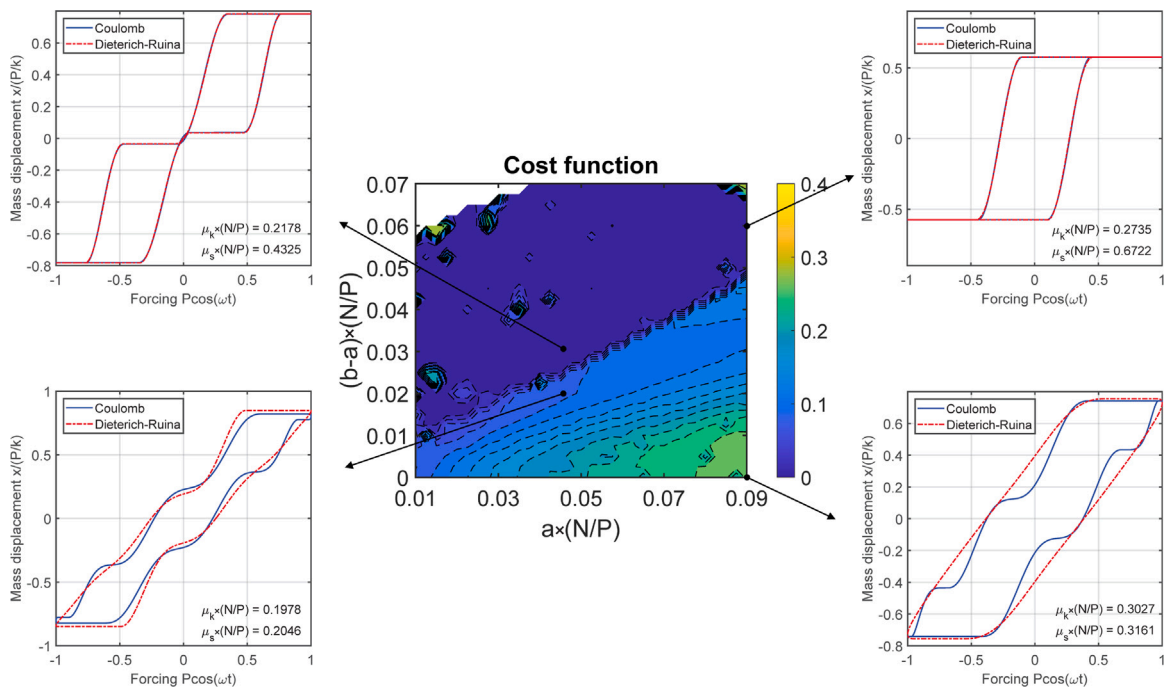 Coulomb
Dieterich-Ruina
0.8
0.6
0.4
0.2
0
-0.2
-0.4
-0.6
-0.8
Mass displacement x/(P/k)
μk×(N/P) = 0.2178
μs×(N/P) = 0.4325
-1
-0.5
0
0.5
1
Forcing Pcos(ωt)
Coulomb
Dieterich-Ruina
0.5
0
-0.5
Mass displacement x/(P/k)
μk×(N/P) = 0.2735
μs×(N/P) = 0.6722
-1
-0.5
0
0.5
1
Forcing Pcos(ωt)
Cost function
0.07
0.06
0.05
0.04
0.03
0.02
0.01
0
(b-a)×(N/P)
0.01
0.03
0.05
0.07
0.09
a×(N/P)
0.4
0.3
0.2
0.1
0
Coulomb
Dieterich-Ruina
1
0.5
0
-0.5
-1
Mass displacement x/(P/k)
μk×(N/P) = 0.1978
μs×(N/P) = 0.2046
-1
-0.5
0
0.5
1
Forcing Pcos(ωt)
Coulomb
Dieterich-Ruina
0.8
0.6
0.4
0.2
0
-0.2
-0.4
-0.6
-0.8
Mass displacement x/(P/k)
μk×(N/P) = 0.3027
μs×(N/P) = 0.3161
-1
-0.5
0
0.5
1
Forcing Pcos(ωt)